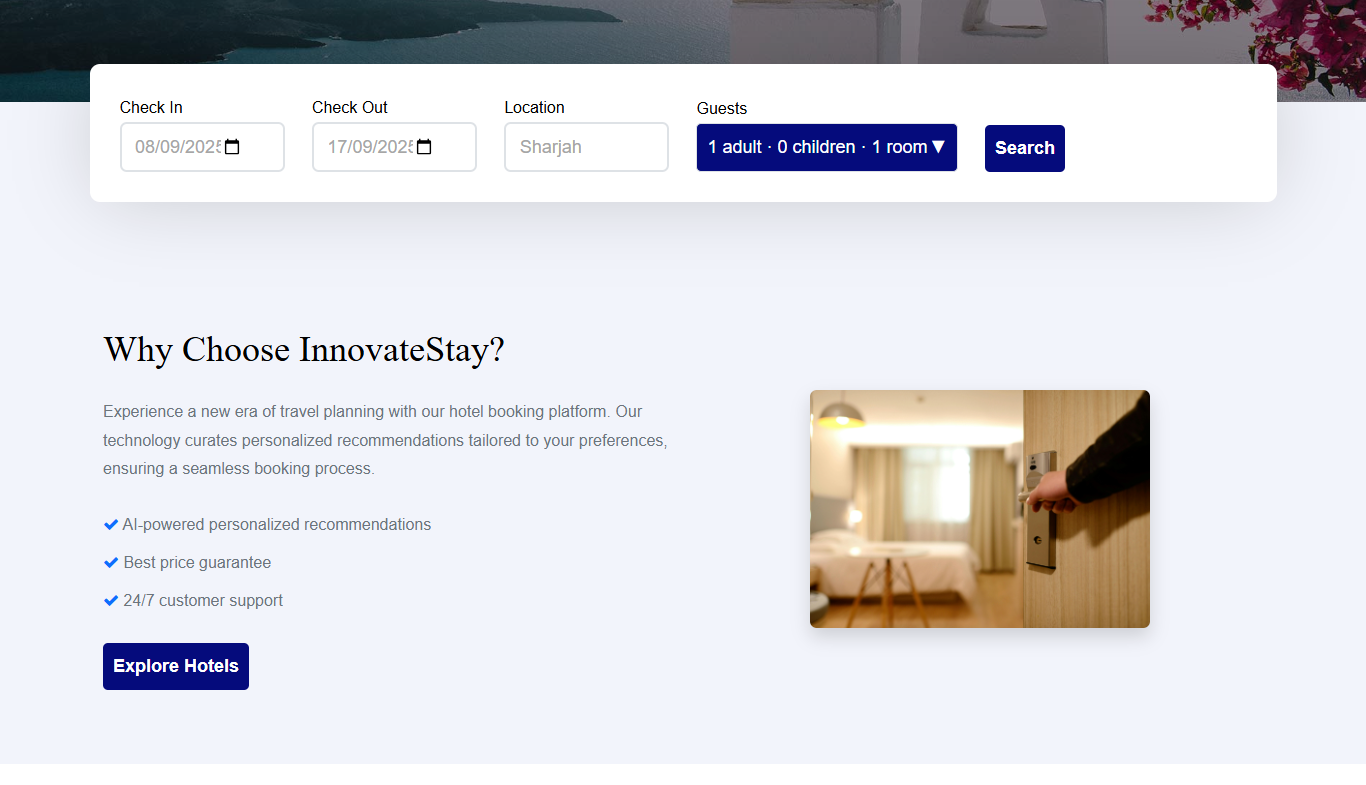 Check In
Check Out
Location
Guests
08/09/2025
17/09/2025
Sharjah
1 adult · 0 children · 1 room ▼
Search
Why Choose InnovateStay?
Experience a new era of travel planning with our hotel booking platform. Our
technology curates personalized recommendations tailored to your preferences,
ensuring a seamless booking process.
AI-powered personalized recommendations
Best price guarantee
24/7 customer support
Explore Hotels